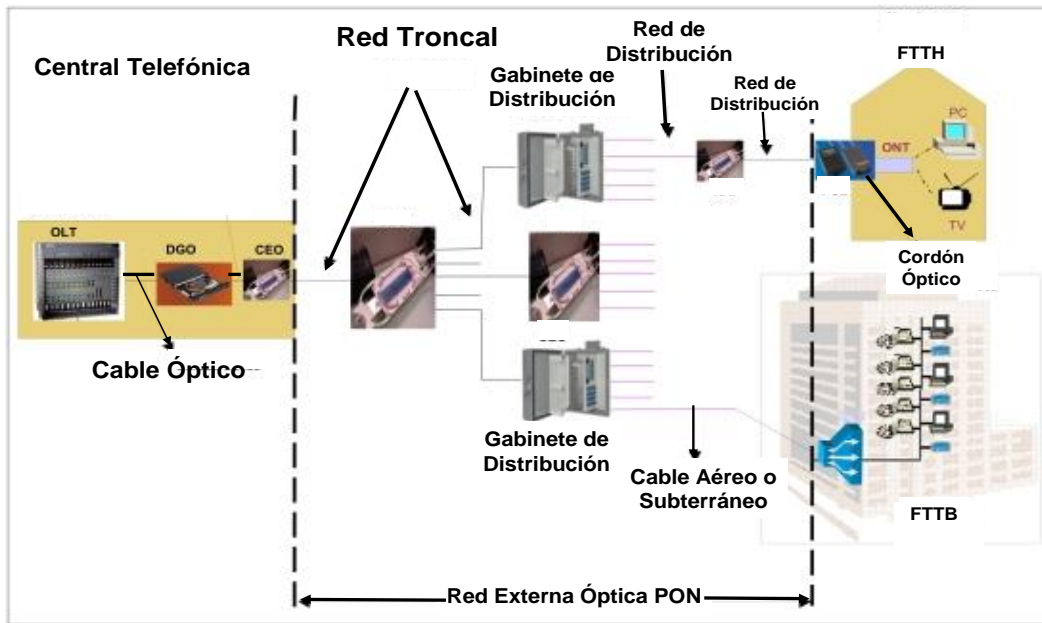 Red Troncal
Central Telefónica
Red de
Distribución
FTTH
Gabinete de
Distribución
Red de
Distribución
PC
ONT
TV
OLT
DGO
CEO
Cordón
Óptico
Cable Óptico
Gabinete de
Distribución
Cable Aéreo o
Subterráneo
FTTB
Red Externa Óptica PON